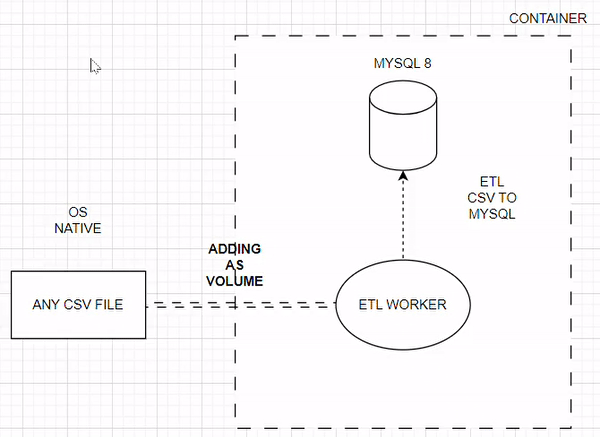 CONTAINER
MYSQL 8
ETL
CSV TO
MYSQL
OS
NATIVE
ADDING
AS
VOLUME
ANY CSV FILE
ETL WORKER